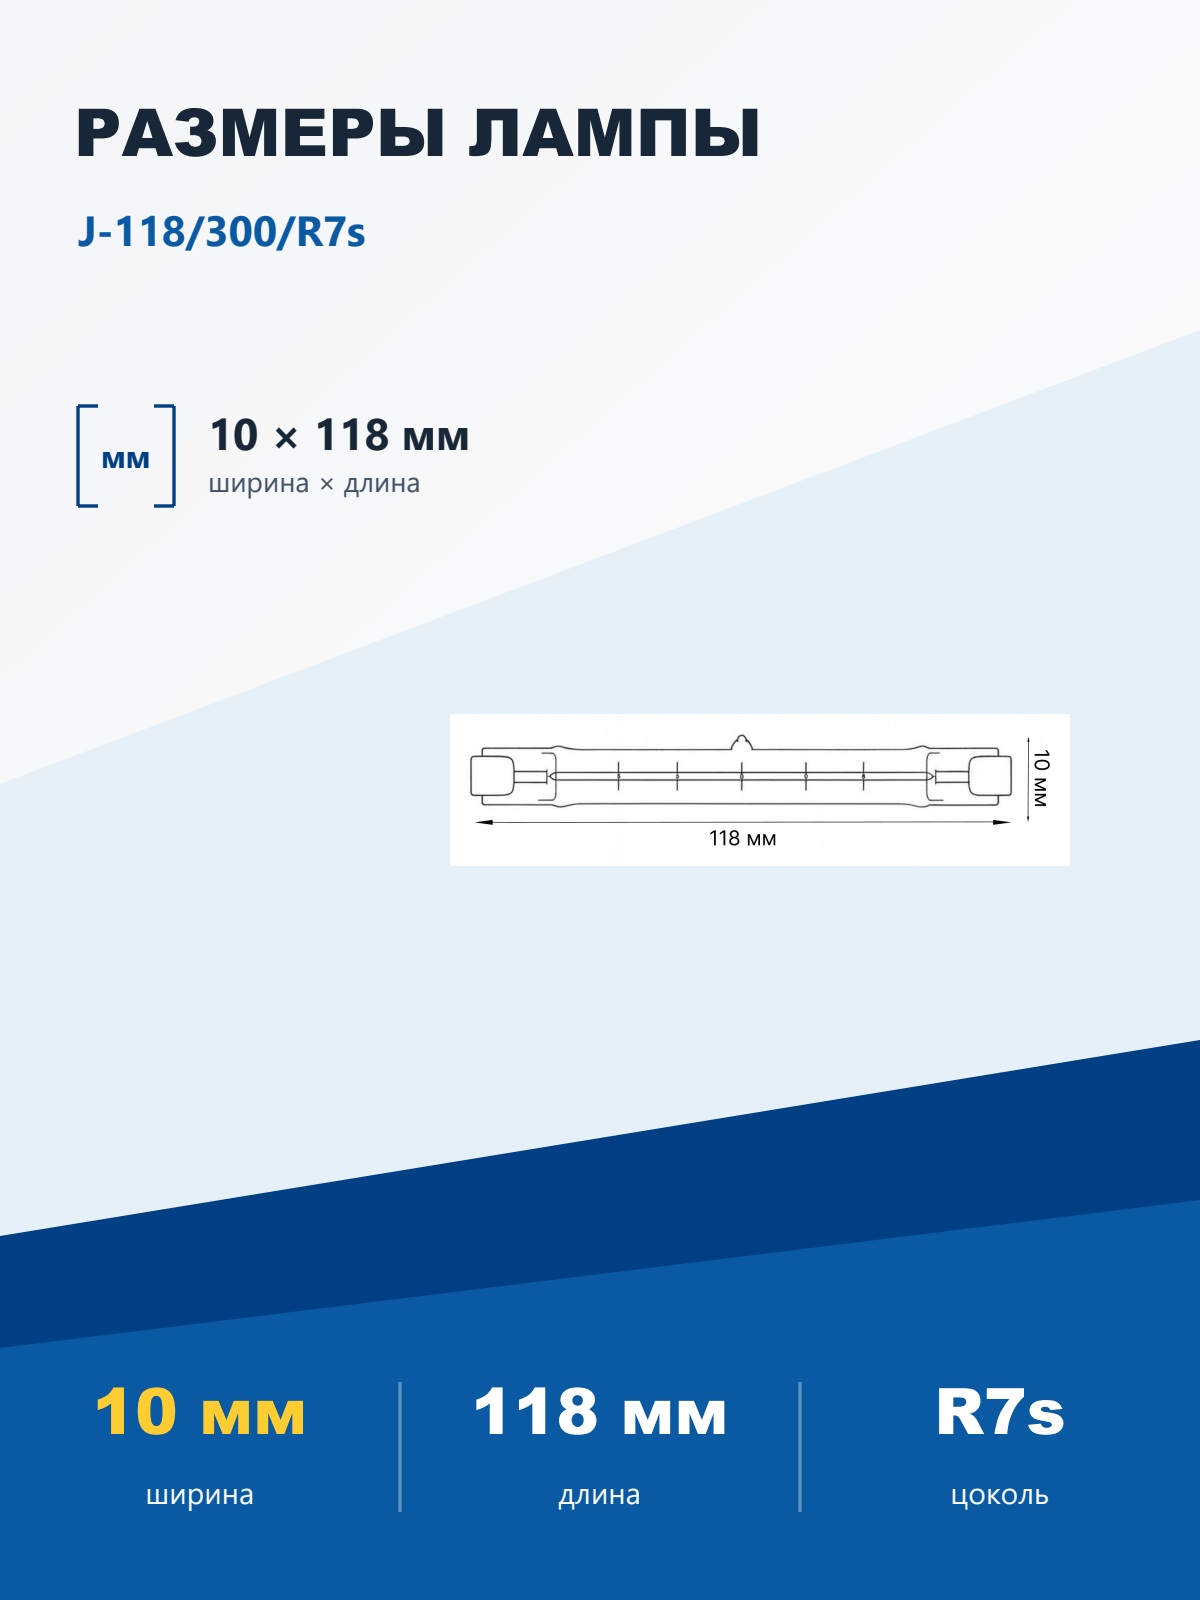 РАЗМЕРЫ ЛАМПЫ
J-118/300/R7s
мм
10 × 118 мм
ширина × длина
10 мм
118 мм
10 мм
118 мм
R7s
ширина
длина
цоколь